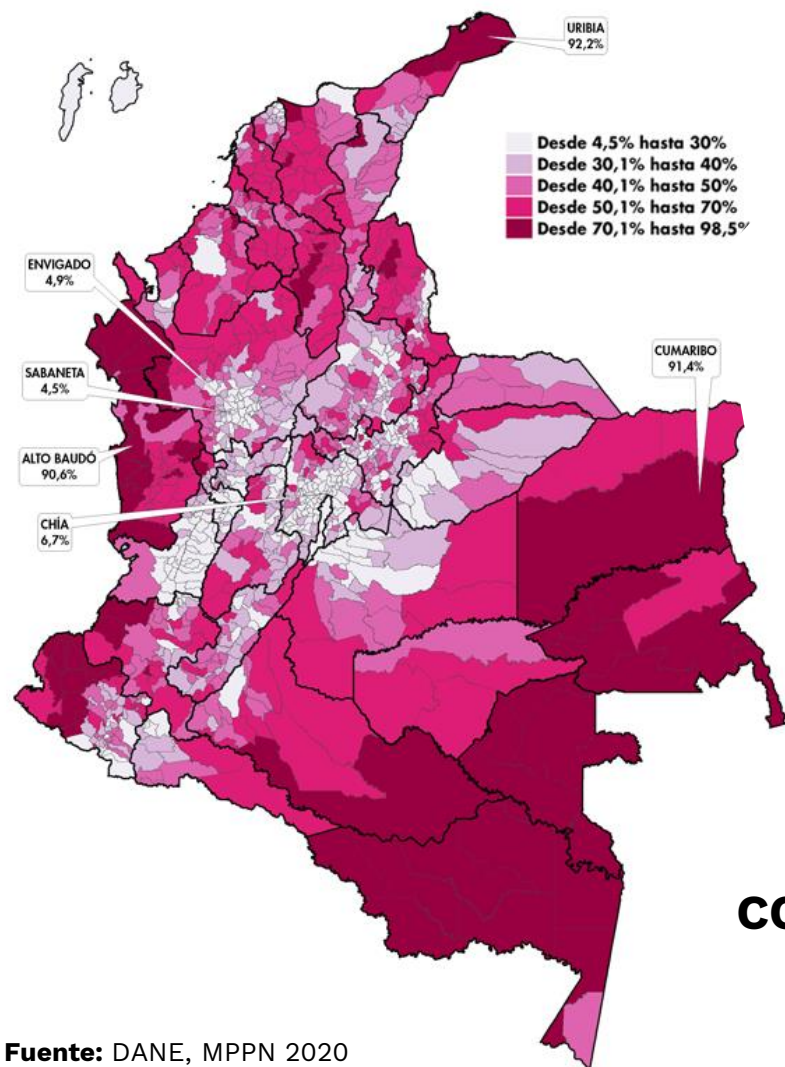 URIBIA
92,2%
Desde 4,5% hasta 30%
Desde 30,1% hasta 40%
Desde 40,1% hasta 50%
Desde 50,1% hasta 70%
Desde 70,1% hasta 98,5%
ENVIGADO
4,9%
SABANETA
4,5%
CUMARIBO
91,4%
ALTO BAUDÓ
90,6%
CHÍA
6,7%
Fuente: DANE, MPPN 2020